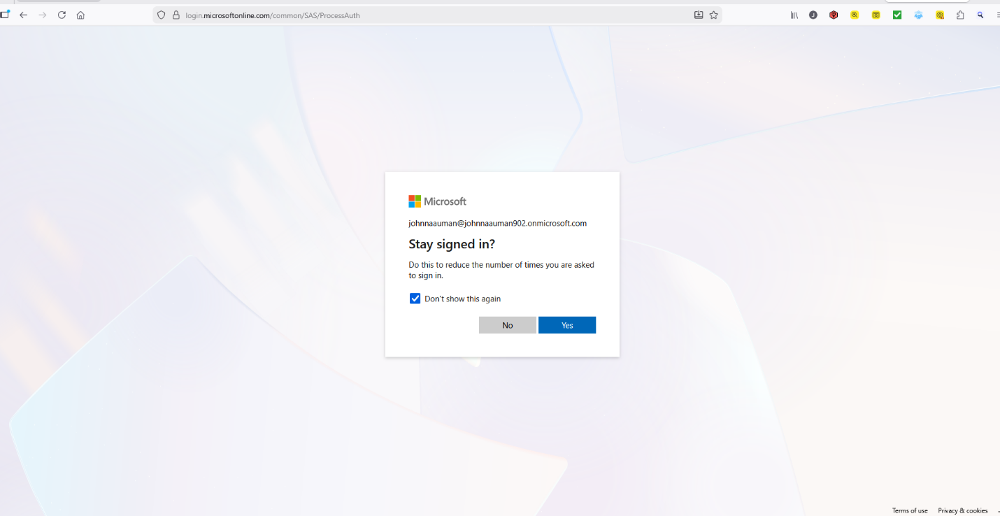 login.microsoftonline.com/common/SAS/ProcessAuth
Microsoft
johnnaauman@johnnaauman902.onmicrosoft.com
Stay signed in?
Do this to reduce the number of times you are asked
to sign in.
Don't show this again
No Yes
Terms of use Privacy & cookies